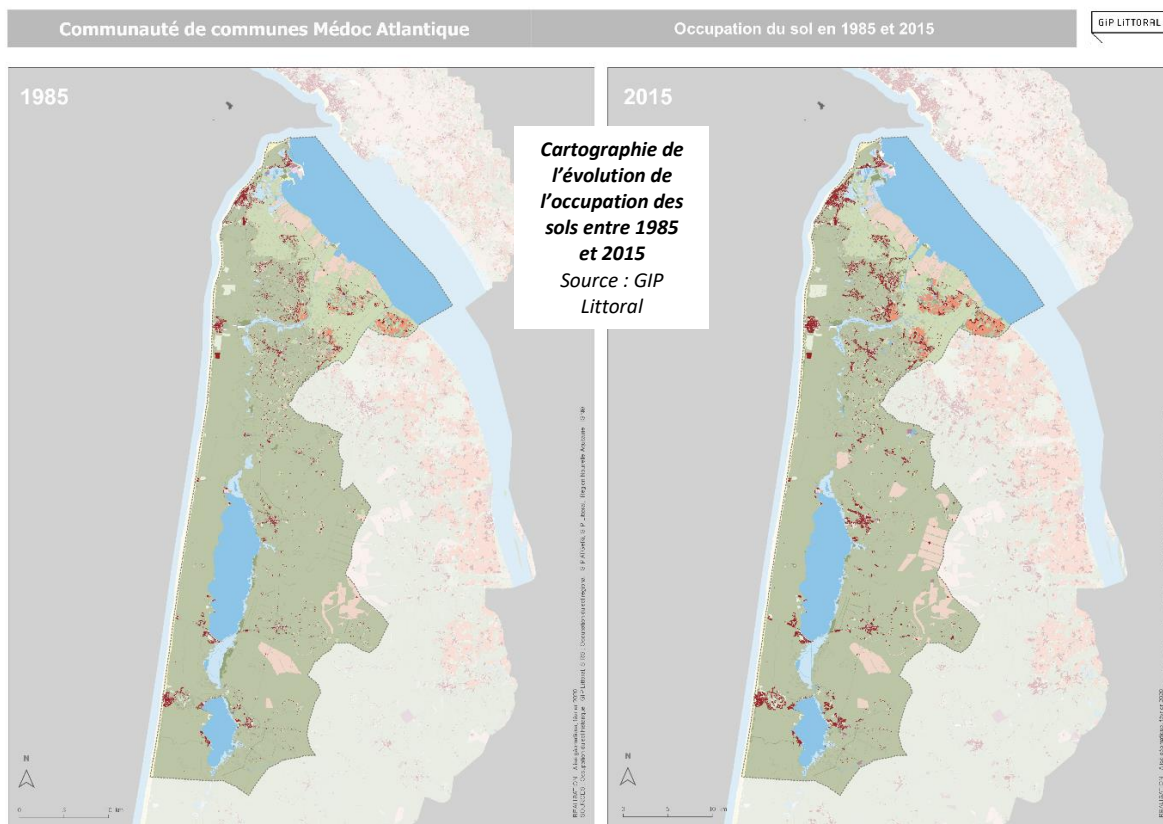 Communauté de communes Médoc Atlantique
Occupation du sol en 1985 et 2015
GIP LITTORAL
1985
2015
Cartographie de
l’évolution de
l’occupation des
sols entre 1985
et 2015
Source : GIP
Littoral
N
N